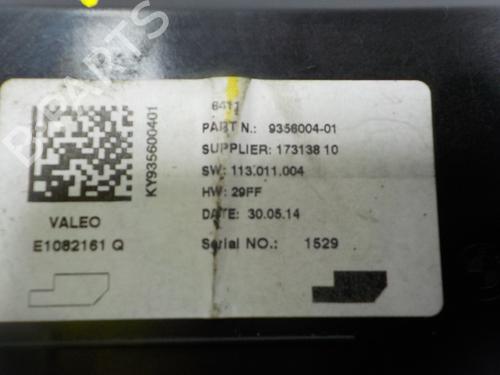 6411
PART N.: 9356004-01
SUPPLIER: 173138 10
SW: 113.011.004
HW: 29FF
DATE: 30.05.14
Serial NO.: 1529
KY935600401
VALEO
E1082161 Q
B-PARTS